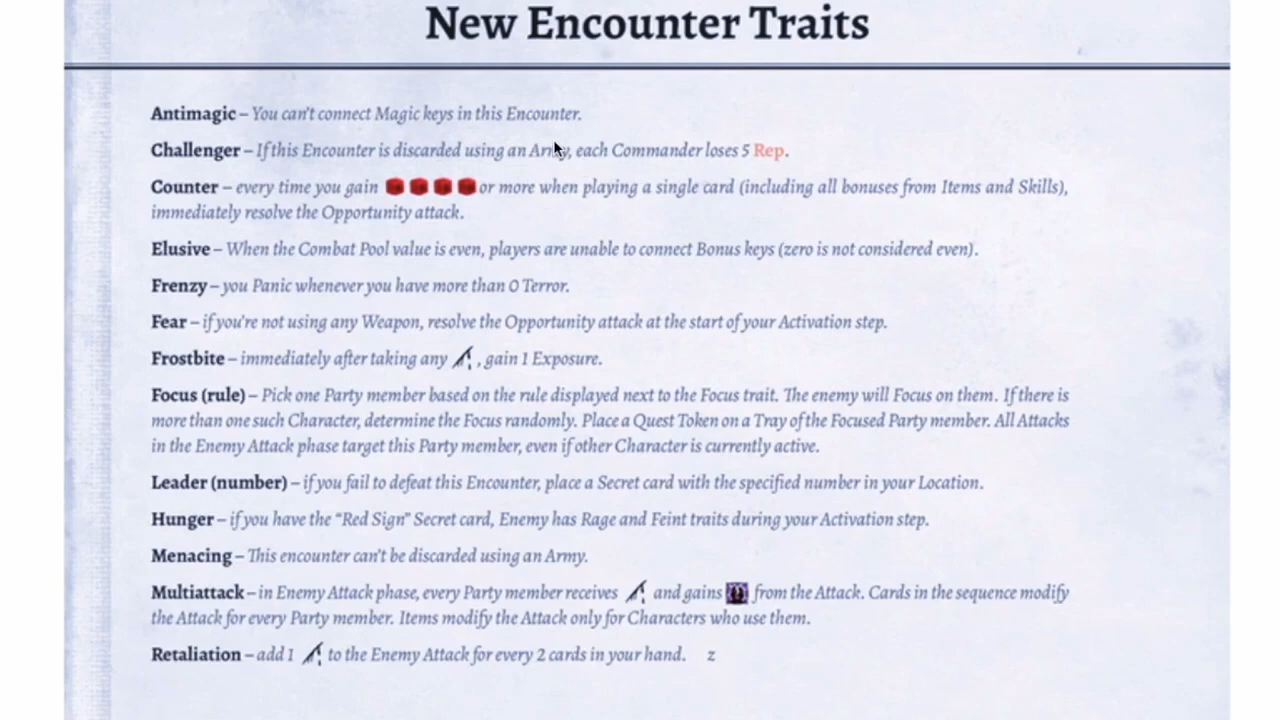 New Encounter Traits
Antimagic – You can't connect Magic keys in this Encounter.
Challenger – If this Encounter is discarded using an Army, each Commander loses 5 Rep.
Counter – every time you gain or more when playing a single card (including all bonuses from Items and Skills),
immediately resolve the Opportunity attack.
Elusive – When the Combat Pool value is even, players are unable to connect Bonus keys (zero is not considered even).
Frenzy – you Panic whenever you have more than 0 Terror.
Fear – if you're not using any Weapon, resolve the Opportunity attack at the start of your Activation step.
Frostbite – immediately after taking any , gain 1 Exposure.
Focus (rule) – Pick one Party member based on the rule displayed next to the Focus trait. The enemy will Focus on them. If there is
more than one such Character, determine the Focus randomly. Place a Quest Token on a Tray of the Focused Party member. All Attacks
in the Enemy Attack phase target this Party member, even if other Character is currently active.
Leader (number) – if you fail to defeat this Encounter, place a Secret card with the specified number in your Location.
Hunger – if you have the “Red Sign” Secret card, Enemy has Rage and Feint traits during your Activation step.
Menacing – This encounter can't be discarded using an Army.
Multiattack – in Enemy Attack phase, every Party member receives and gains from the Attack. Cards in the sequence modify
the Attack for every Party member. Items modify the Attack only for Characters who use them.
Retaliation – add 1 to the Enemy Attack for every 2 cards in your hand. z